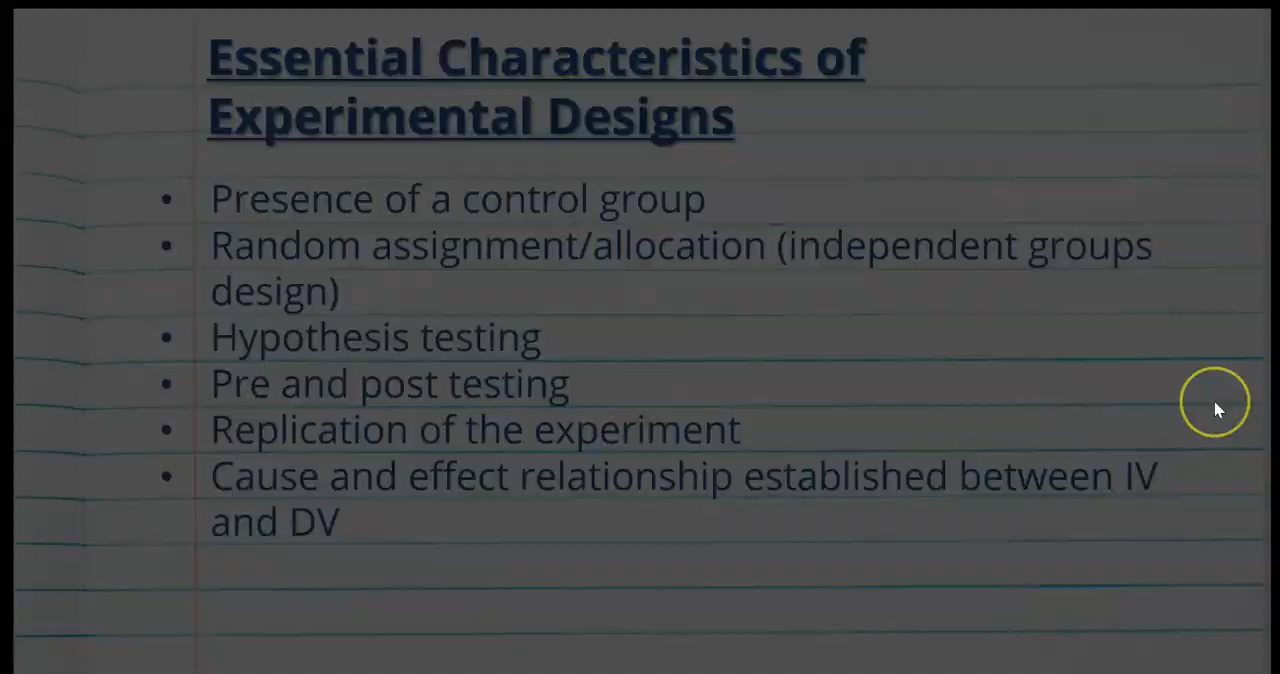 Essential Characteristics of
Experimental Designs
• Presence of a control group
• Random assignment/allocation (independent groups
design)
• Hypothesis testing
• Pre and post testing
• Replication of the experiment
• Cause and effect relationship established between IV
and DV